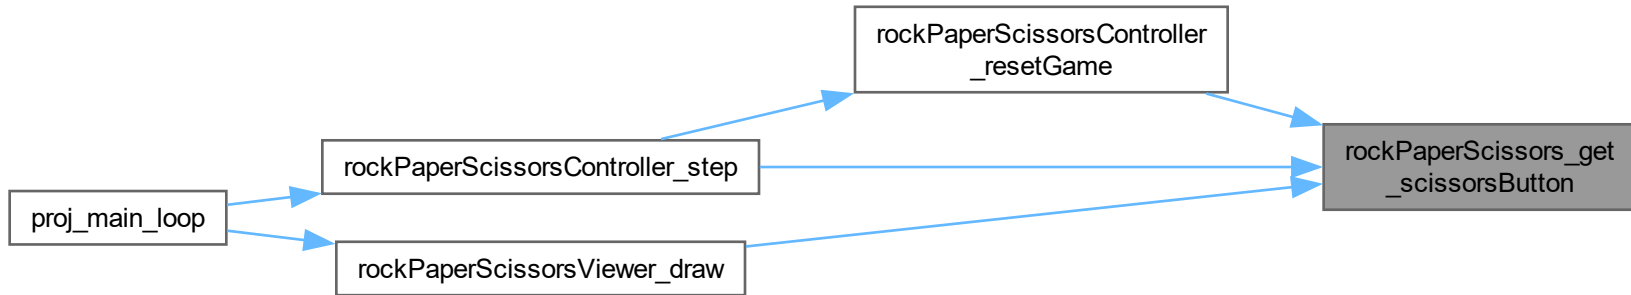 rockPaperScissorsController
_resetGame
rockPaperScissors_get
_scissorsButton
rockPaperScissorsController_step
proj_main_loop
rockPaperScissorsViewer_draw